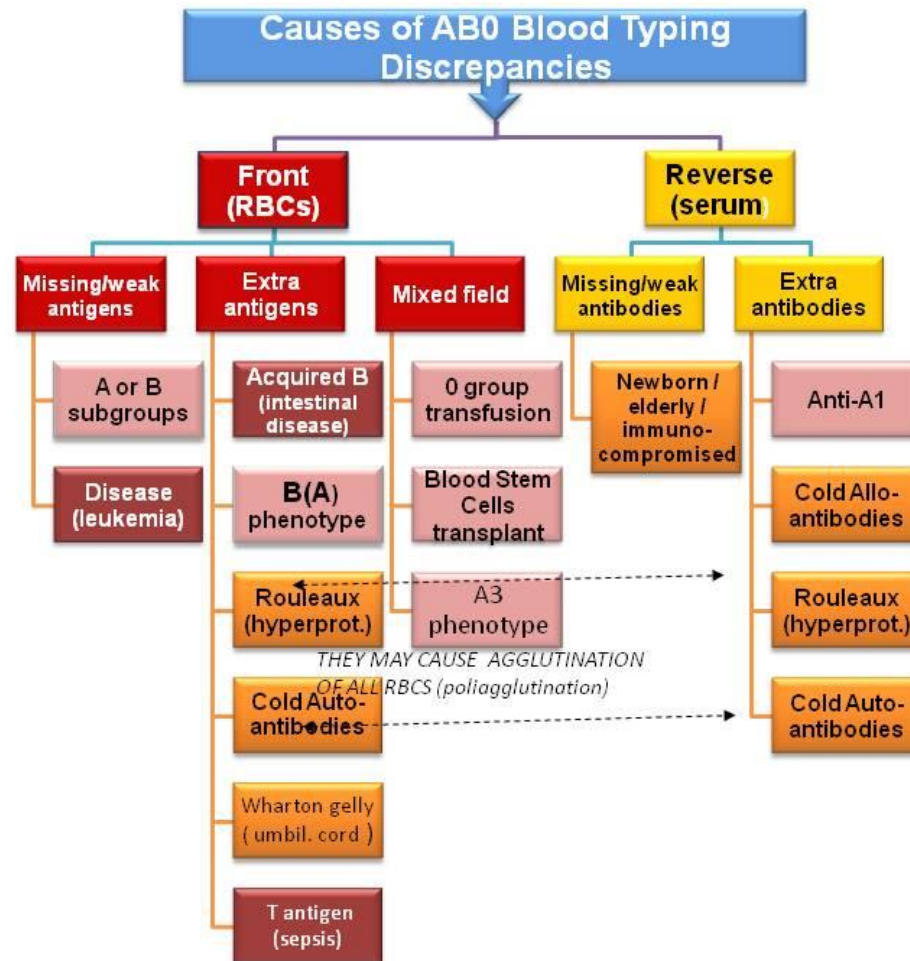 Causes of AB0 Blood Typing
Discrepancies
Front
(RBCs)
Reverse
(serum)
Missing/weak
antigens
Extra
antigens
Mixed field
Missing/weak
antibodies
Extra
antibodies
A or B
subgroups
Disease
(leukemia)
Acquired B
(intestinal
disease)
B(A)
phenotype
Rouleaux
(hyperprot.)
Cold Auto-
antibodies
Wharton gelly
( umbil. cord )
T antigen
(sepsis)
0 group
transfusion
Blood Stem
Cells
transplant
A3
phenotype
THEY MAY CAUSE AGGLUTINATION
OF ALL RBCS (poliagglutination)
Newborn /
elderly /
immuno-
compromised
Anti-A1
Cold Allo-
antibodies
Rouleaux
(hyperprot.)
Cold Auto-
antibodies